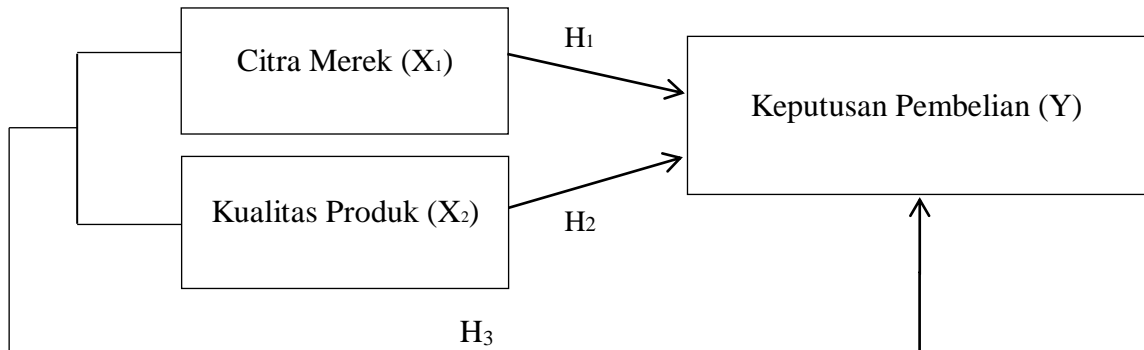 Citra Merek (X₁)
H₁
Keputusan Pembelian (Y)
Kualitas Produk (X₂)
H₂
H₃